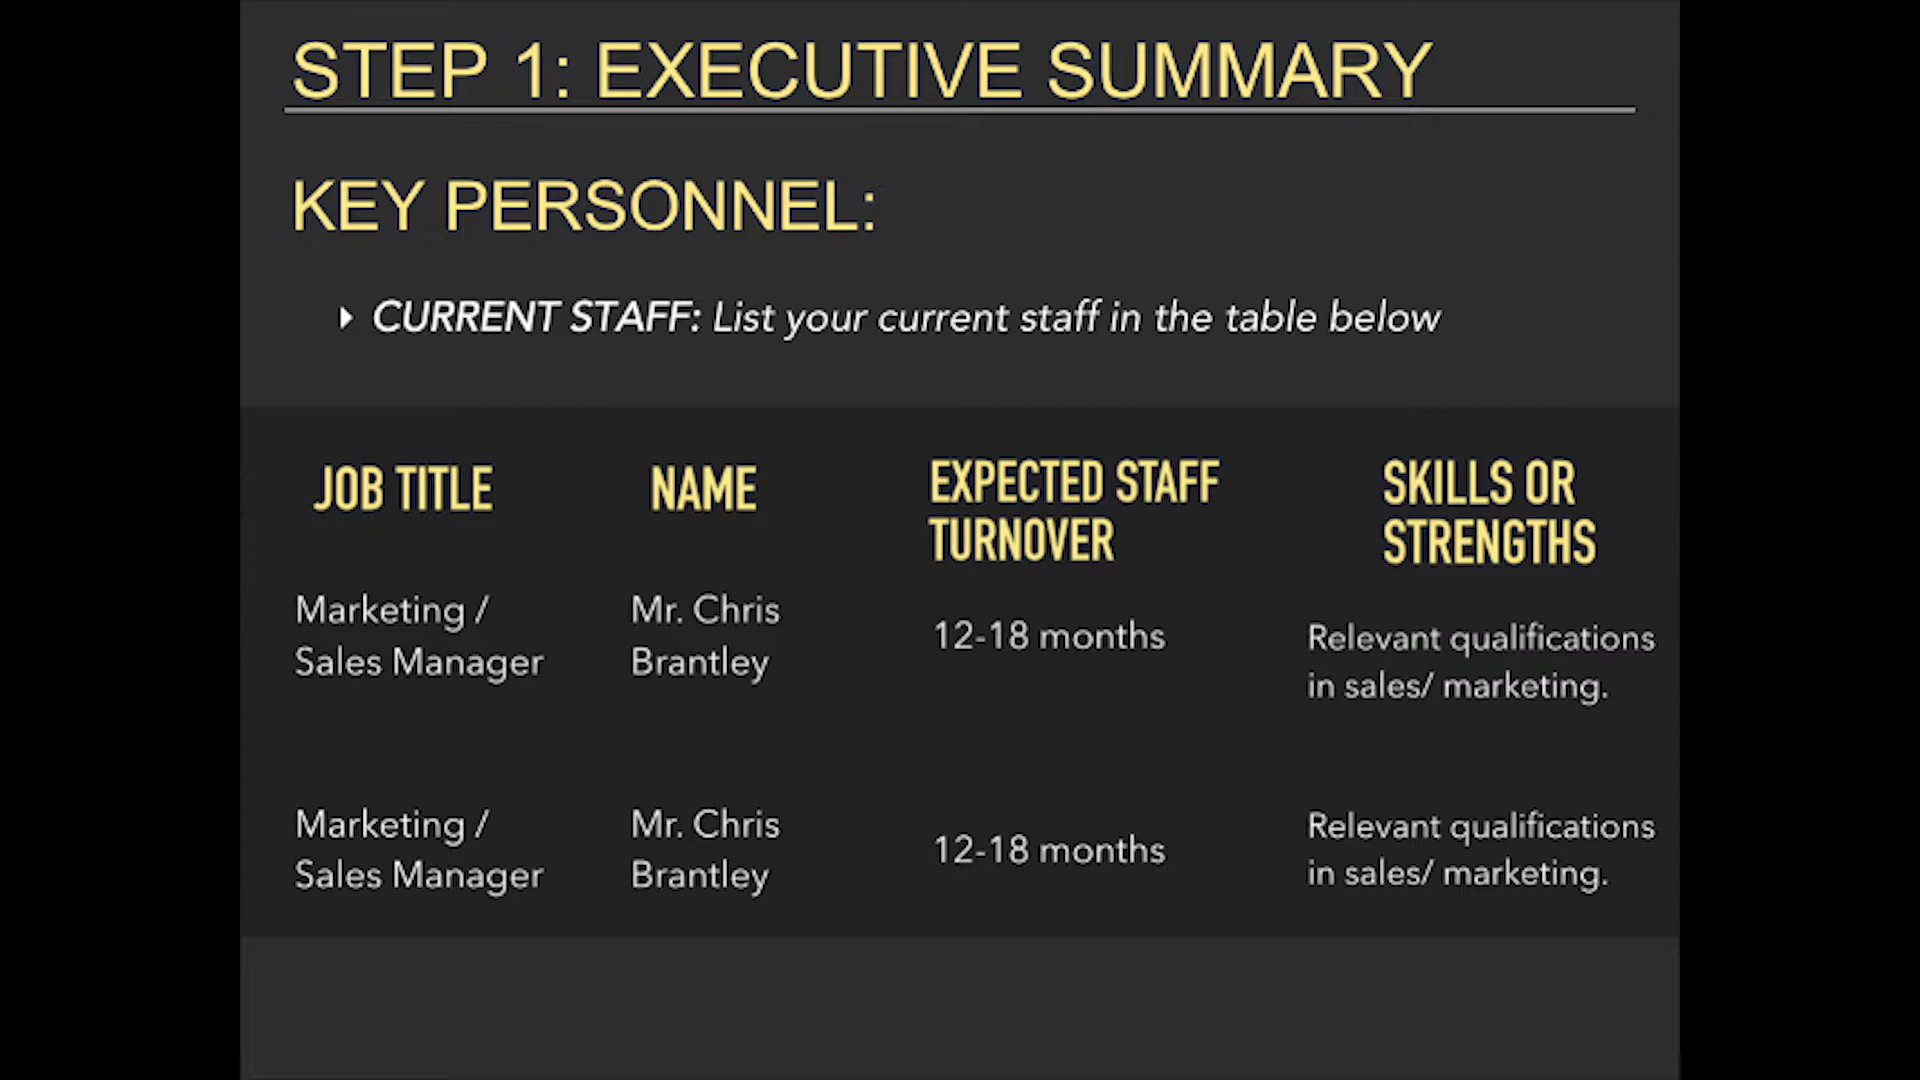 STEP 1: EXECUTIVE SUMMARY
KEY PERSONNEL:
CURRENT STAFF: List your current staff in the table below
JOB TITLE
NAME
EXPECTED STAFF
TURNOVER
SKILLS OR
STRENGTHS
Marketing /
Sales Manager
Mr. Chris
Brantley
12-18 months
Relevant qualifications
in sales/ marketing.
Marketing /
Sales Manager
Mr. Chris
Brantley
12-18 months
Relevant qualifications
in sales/ marketing.